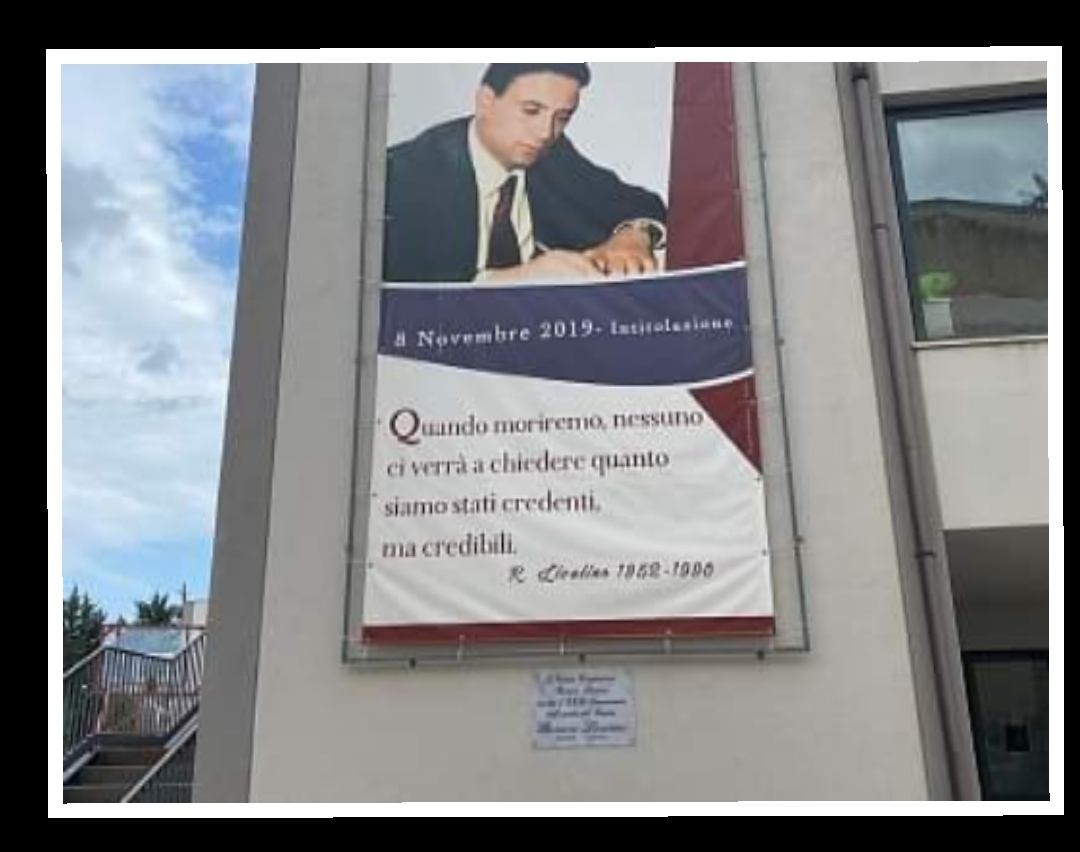 8 Novembre 2019- Intitolazione
Quando moriremo, nessuno
ci verrà a chiedere quanto
siamo stati credenti,
ma credibili.
R. Livatino 1952-1990